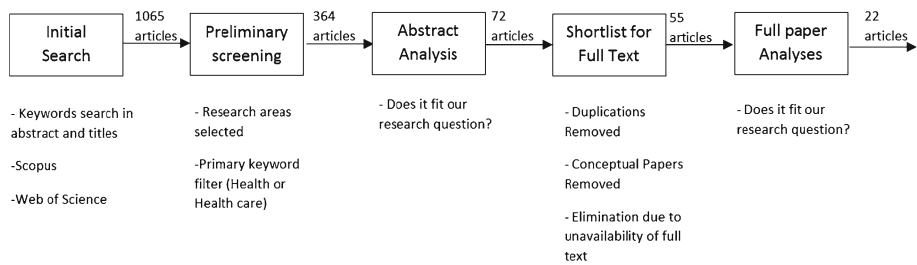 Initial
Search
1065
articles
Preliminary
screening
364
articles
Abstract
Analysis
72
articles
Shortlist for
Full Text
55
articles
Full paper
Analyses
22
articles
- Keywords search in
abstract and titles
-Scopus
-Web of Science
- Research areas
selected
-Primary keyword
filter (Health or
Health care)
- Does it fit our
research question?
- Duplications
Removed
- Conceptual Papers
Removed
- Elimination due to
unavailability of full
text
- Does it fit our
research question?